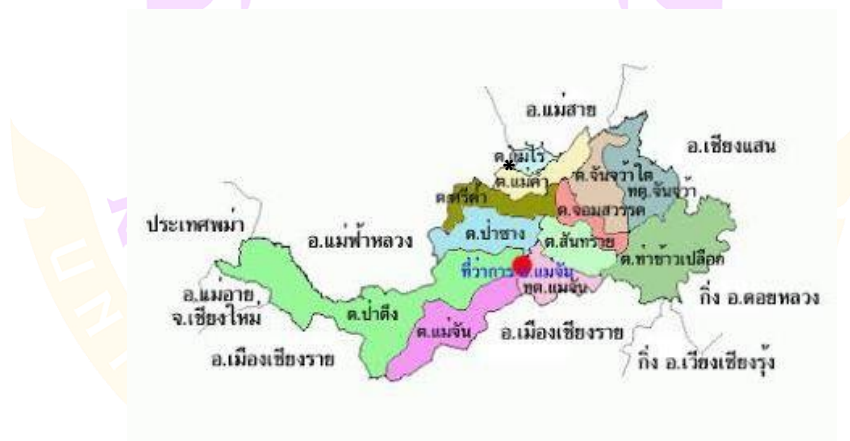 อ.แม่สาย
อ.เชียงแสน
* ต.แม่ไร่
ต.แม่คำ
ต.จันจว้าใต้
ทต.จันจว้า
ต.ศรีค้ำ
ต.จอมสวรรค์
ประเทศพม่า
อ.แม่ฟ้าหลวง
ต.ป่าซาง
ต.สันทราย
ต.ท่าข้าวเปลือก
ที่ว่าการ อ.แม่จัน
ทต.แม่จัน
อ.แม่อาย
จ.เชียงใหม่
กิ่ง อ.ดอยหลวง
ต.ป่าตึง
ต.แม่จัน
อ.เมืองเชียงราย
อ.เมืองเชียงราย
กิ่ง อ.เวียงเชียงรุ้ง
UNI